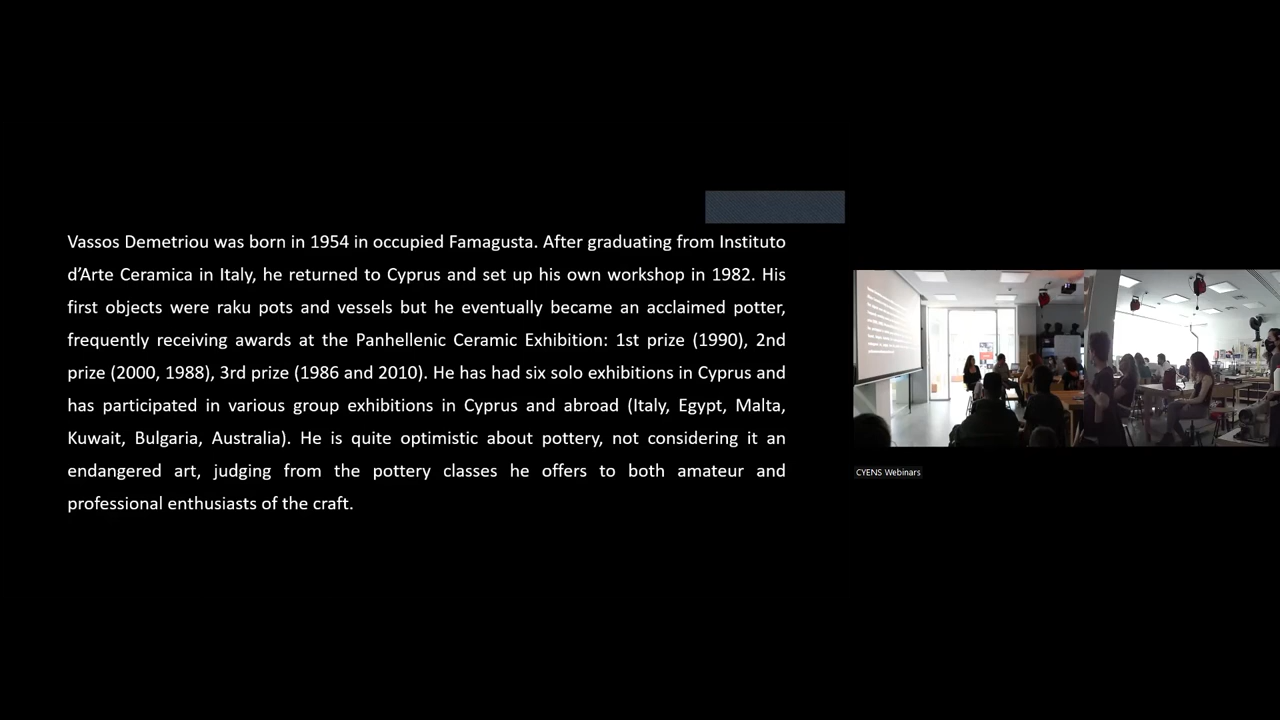 Vassos Demetriou was born in 1954 in occupied Famagusta. After graduating from Instituto
d’Arte Ceramica in Italy, he returned to Cyprus and set up his own workshop in 1982. His
first objects were raku pots and vessels but he eventually became an acclaimed potter,
frequently receiving awards at the Panhellenic Ceramic Exhibition: 1st prize (1990), 2nd
prize (2000, 1988), 3rd prize (1986 and 2010). He has had six solo exhibitions in Cyprus and
has participated in various group exhibitions in Cyprus and abroad (Italy, Egypt, Malta,
Kuwait, Bulgaria, Australia). He is quite optimistic about pottery, not considering it an
endangered art, judging from the pottery classes he offers to both amateur and
professional enthusiasts of the craft.
CYENS Webinars